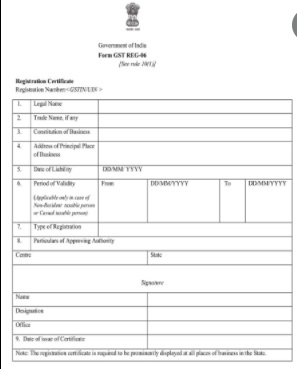 Government of India
Form GST REG-06
[See rule 10(1)]
Registration Certificate
Registration Number:<GSTIN/UIN >
1. Legal Name
2. Trade Name, if any
3. Constitution of Business
4. Address of Principal Place
of Business
5. Date of Liability DD/MM/ YYYY
6. Period of Validity From DD/MM/YYYY To DD/MM/YYYY
(Applicable only in case of
Non-Resident taxable person
or Casual taxable person)
7. Type of Registration
8. Particulars of Approving Authority
Centre State
Signature
Name
Designation
Office
9. Date of issue of Certificate
Note: The registration certificate is required to be prominently displayed at all places of business in the State.